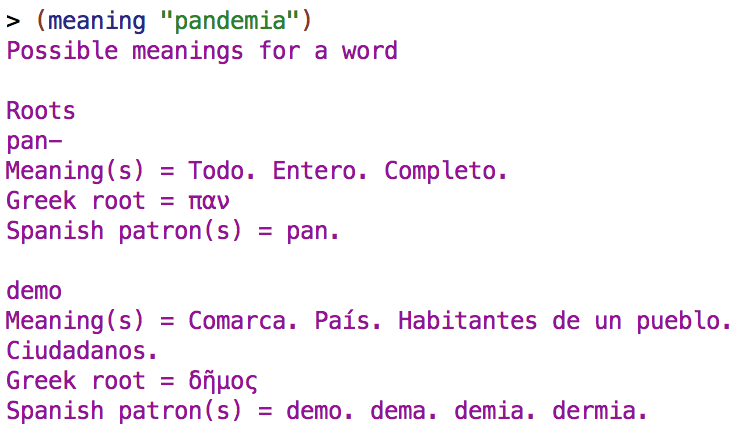 > (meaning "pandemia")
Possible meanings for a word
Roots
pan-
Meaning(s) = Todo. Entero. Completo.
Greek root = παν
Spanish patron(s) = pan.
demo
Meaning(s) = Comarca. País. Habitantes de un pueblo.
Ciudadanos.
Greek root = δῆμος
Spanish patron(s) = demo. dema. demia. dermia.